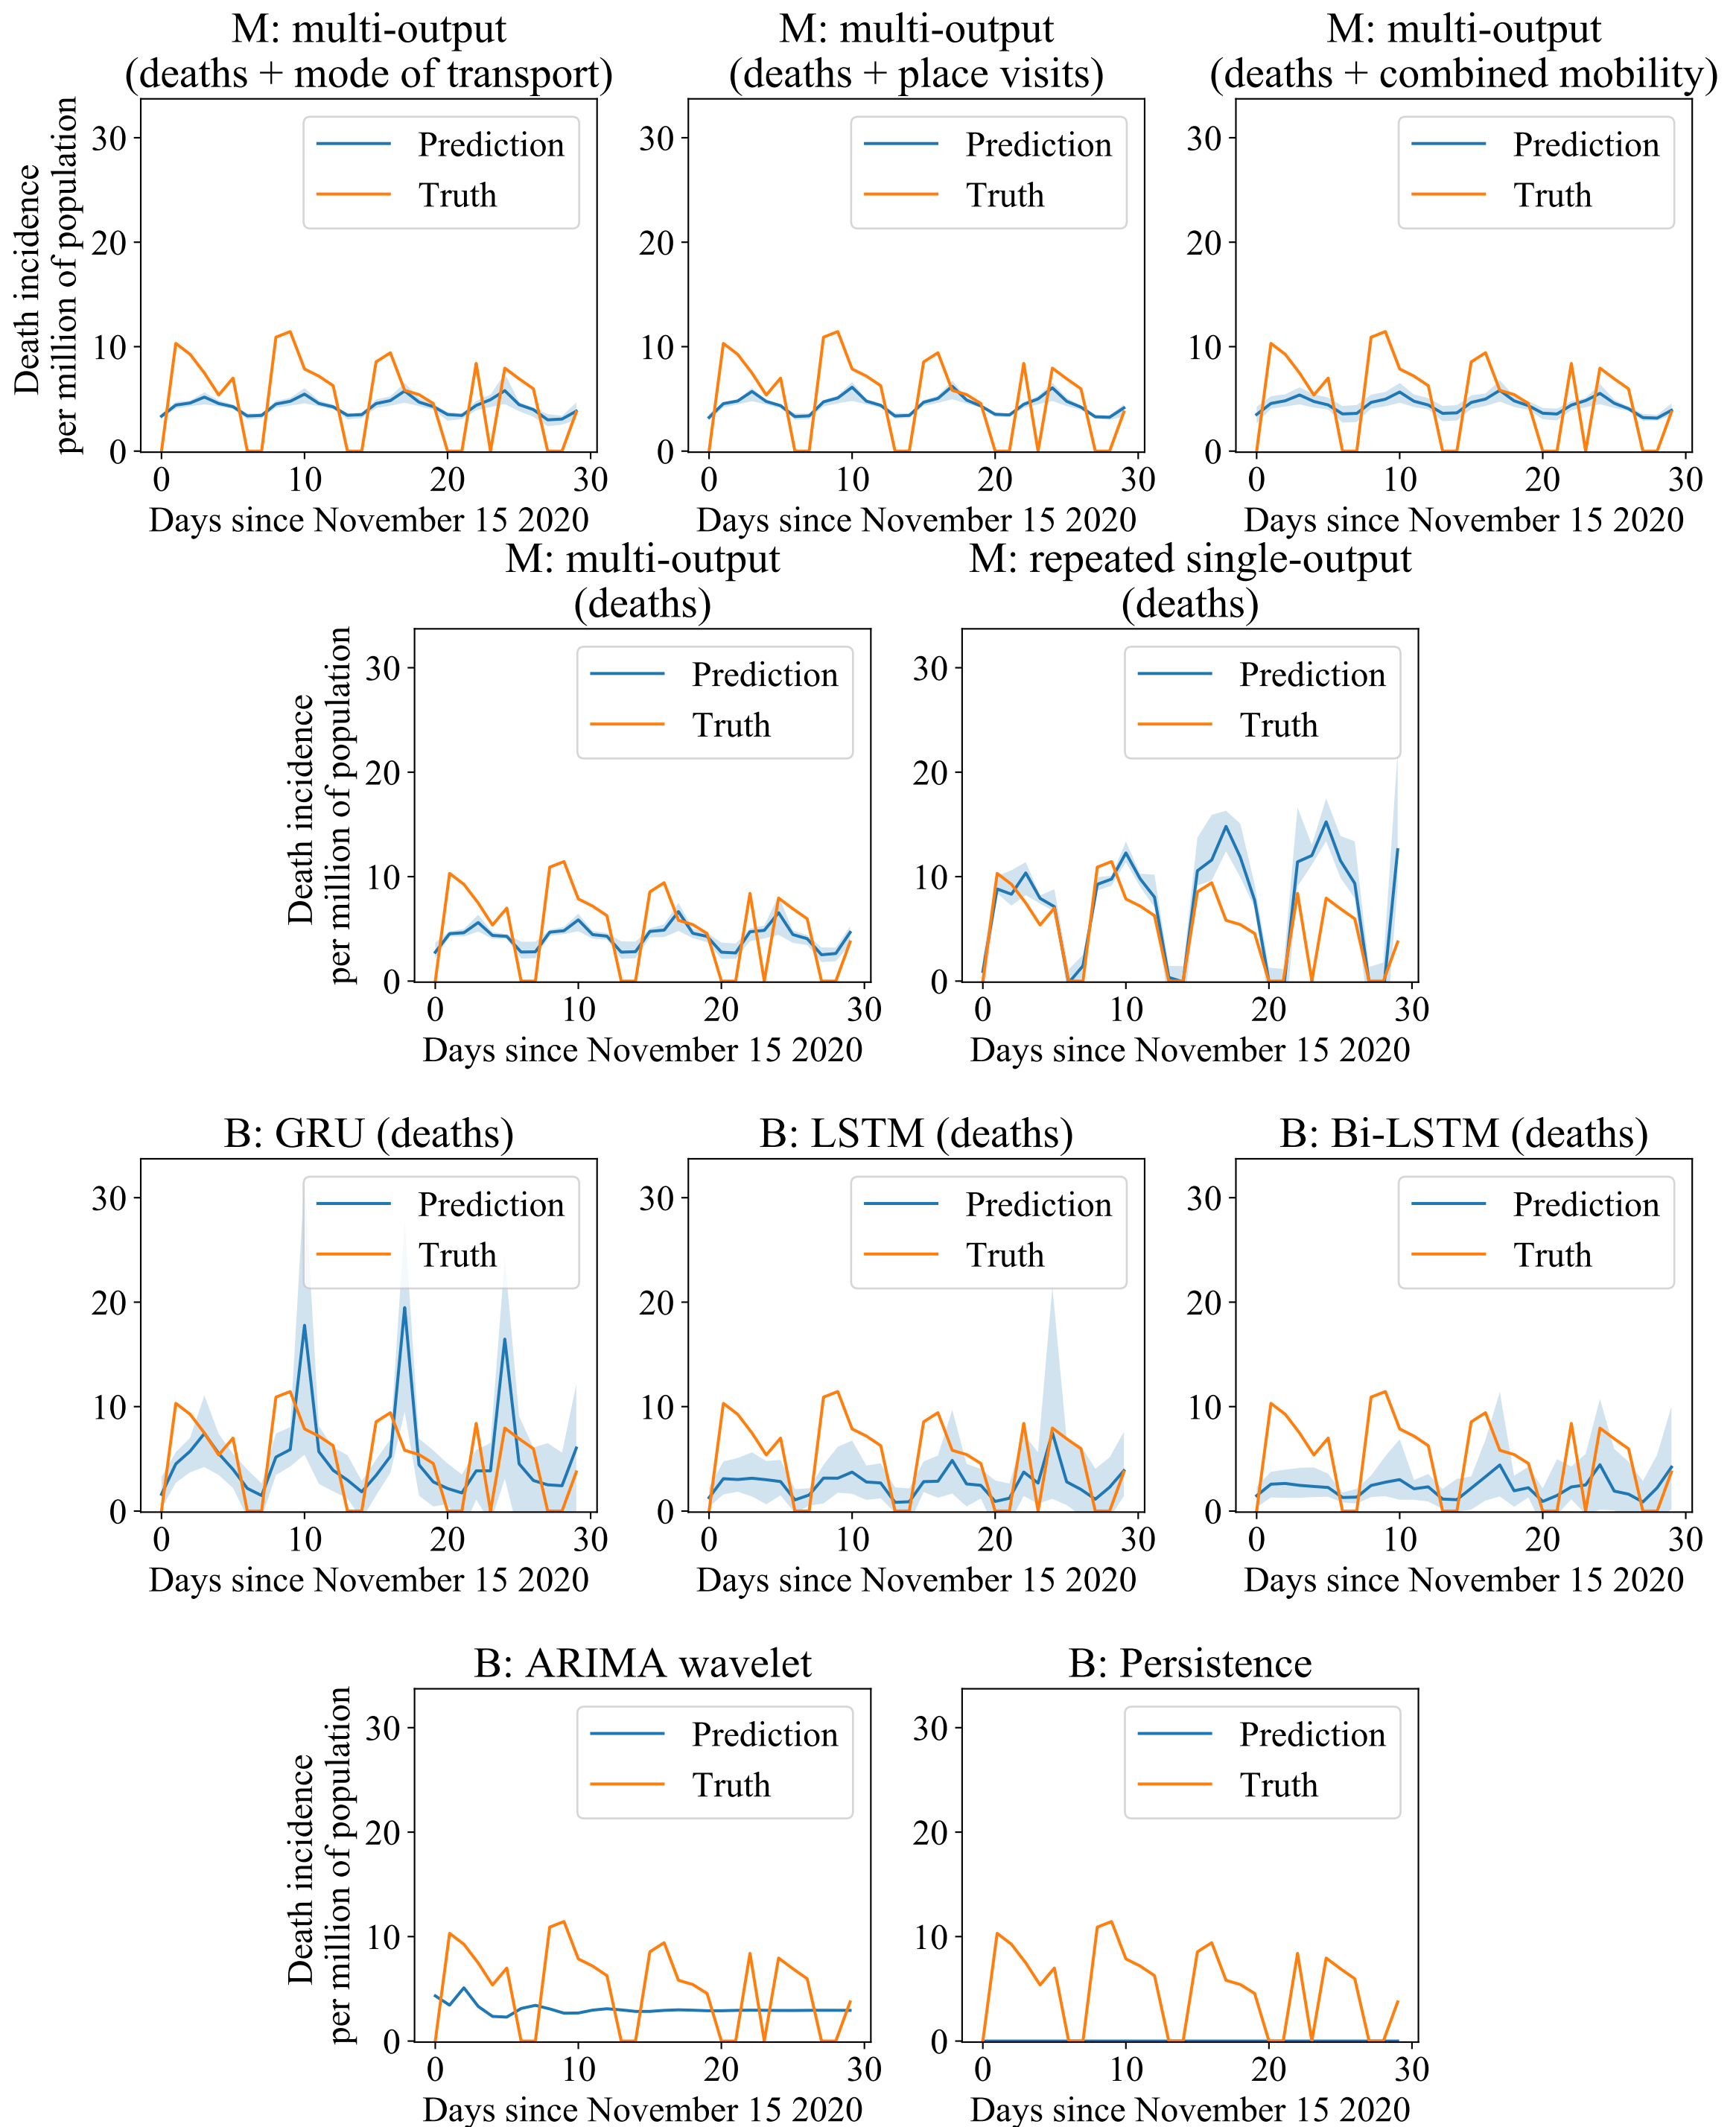 M: multi-output
(deaths + mode of transport)
Death incidence
per million of population
30
20
10
0
Prediction
Truth
0 10 20 30
Days since November 15 2020
M: multi-output
(deaths + place visits)
30
20
10
0
Prediction
Truth
0 10 20 30
Days since November 15 2020
M: multi-output
(deaths + combined mobility)
30
20
10
0
Prediction
Truth
0 10 20 30
Days since November 15 2020
M: multi-output
(deaths)
Death incidence
per million of population
30
20
10
0
Prediction
Truth
0 10 20 30
Days since November 15 2020
M: repeated single-output
(deaths)
30
20
10
0
Prediction
Truth
0 10 20 30
Days since November 15 2020
B: GRU (deaths)
30
20
10
0
Prediction
Truth
0 10 20 30
Days since November 15 2020
B: LSTM (deaths)
30
20
10
0
Prediction
Truth
0 10 20 30
Days since November 15 2020
B: Bi-LSTM (deaths)
30
20
10
0
Prediction
Truth
0 10 20 30
Days since November 15 2020
B: ARIMA wavelet
Death incidence
per million of population
30
20
10
0
Prediction
Truth
0 10 20 30
Days since November 15 2020
B: Persistence
30
20
10
0
Prediction
Truth
0 10 20 30
Days since November 15 2020